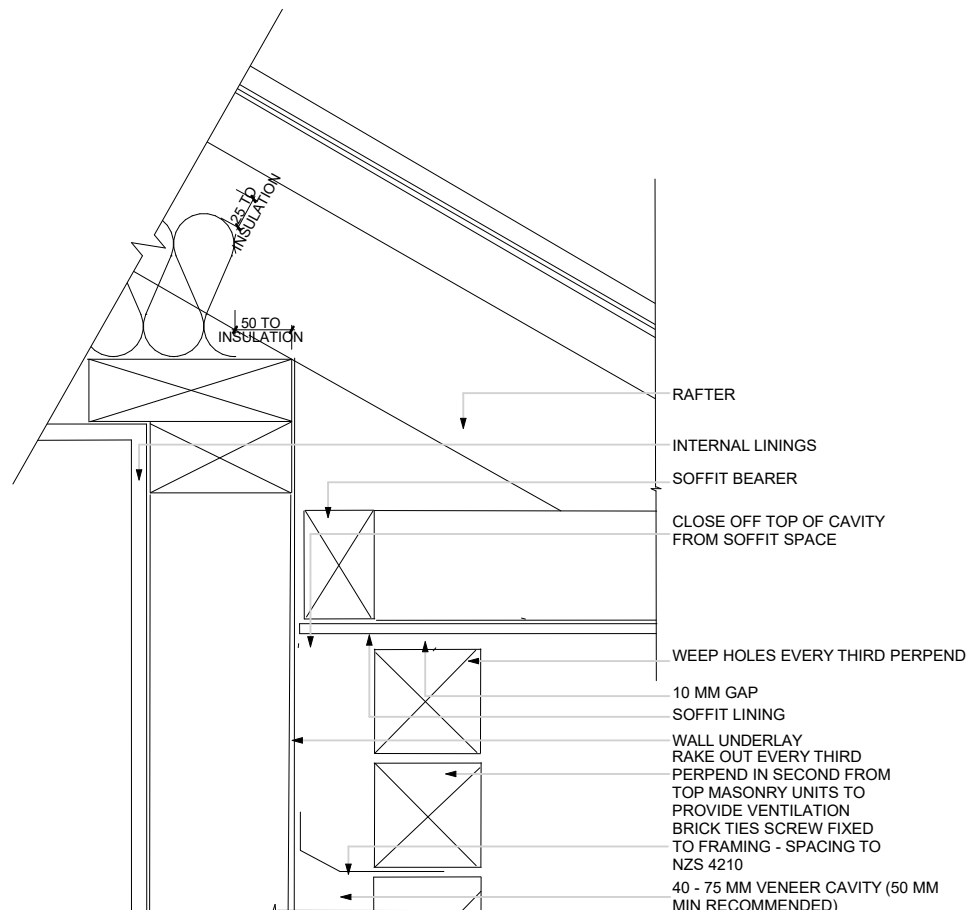 25 TO
INSULATION
50 TO
INSULATION
RAFTER
INTERNAL LININGS
SOFFIT BEARER
CLOSE OFF TOP OF CAVITY
FROM SOFFIT SPACE
WEEP HOLES EVERY THIRD PERPEND
10 MM GAP
SOFFIT LINING
WALL UNDERLAY
RAKE OUT EVERY THIRD
PERPEND IN SECOND FROM
TOP MASONRY UNITS TO
PROVIDE VENTILATION
BRICK TIES SCREW FIXED
TO FRAMING - SPACING TO
NZS 4210
40 - 75 MM VENEER CAVITY (50 MM
MIN RECOMMENDED)